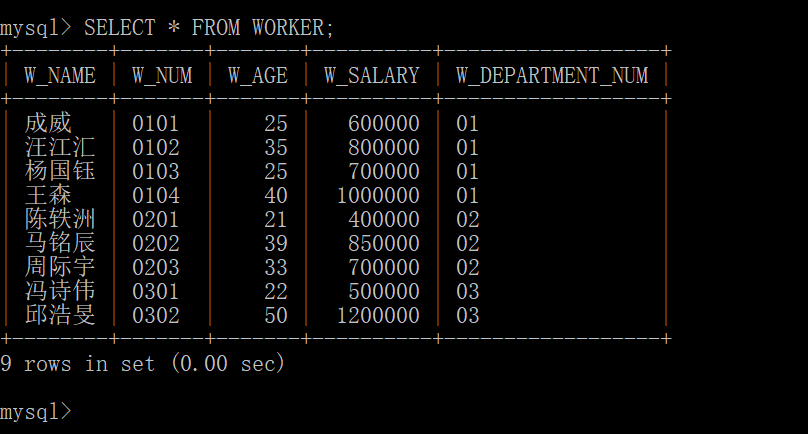 mysql> SELECT * FROM WORKER;
+--------+-------+-------+----------+------------------+
| W_NAME | W_NUM | W_AGE | W_SALARY | W_DEPARTMENT_NUM |
+--------+-------+-------+----------+------------------+
| 成威 | 0101 | 25 | 600000 | 01 |
| 汪江汇 | 0102 | 35 | 800000 | 01 |
| 杨国钰 | 0103 | 25 | 700000 | 01 |
| 王森 | 0104 | 40 | 1000000 | 01 |
| 陈轶洲 | 0201 | 21 | 400000 | 02 |
| 马铭辰 | 0202 | 39 | 850000 | 02 |
| 周际宇 | 0203 | 33 | 700000 | 02 |
| 冯诗伟 | 0301 | 22 | 500000 | 03 |
| 邱浩旻 | 0302 | 50 | 1200000 | 03 |
+--------+-------+-------+----------+------------------+
9 rows in set (0.00 sec)
mysql>